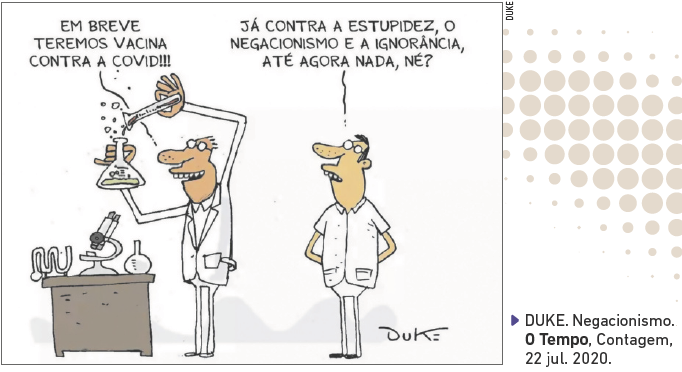 EM BREVE
TEREMOS VACINA
CONTRA A COVID!!!
JÁ CONTRA A ESTUPIDEZ, O
NEGACIONISMO E A IGNORÂNCIA,
ATÉ AGORA NADA, NÉ?
DUKE
DUKE
DUKE. Negacionismo.
O Tempo, Contagem,
22 jul. 2020.